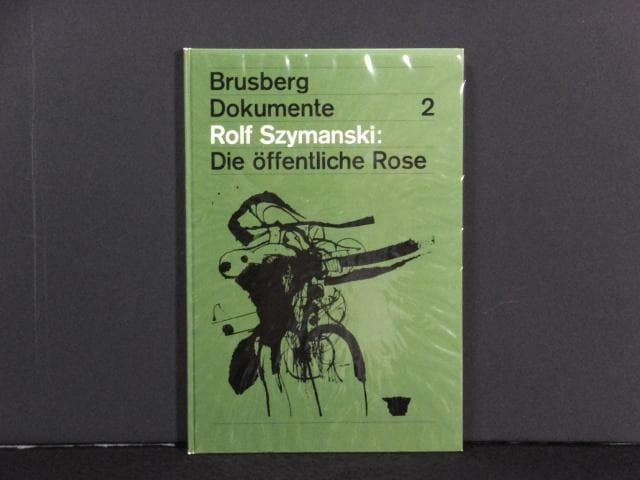 Brusberg
Dokumente 2
Rolf Szymanski:
Die öffentliche Rose